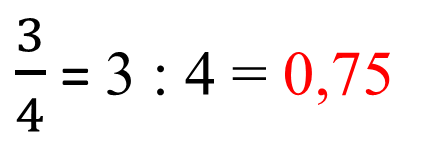 3/4 = 3 : 4 = 0,75